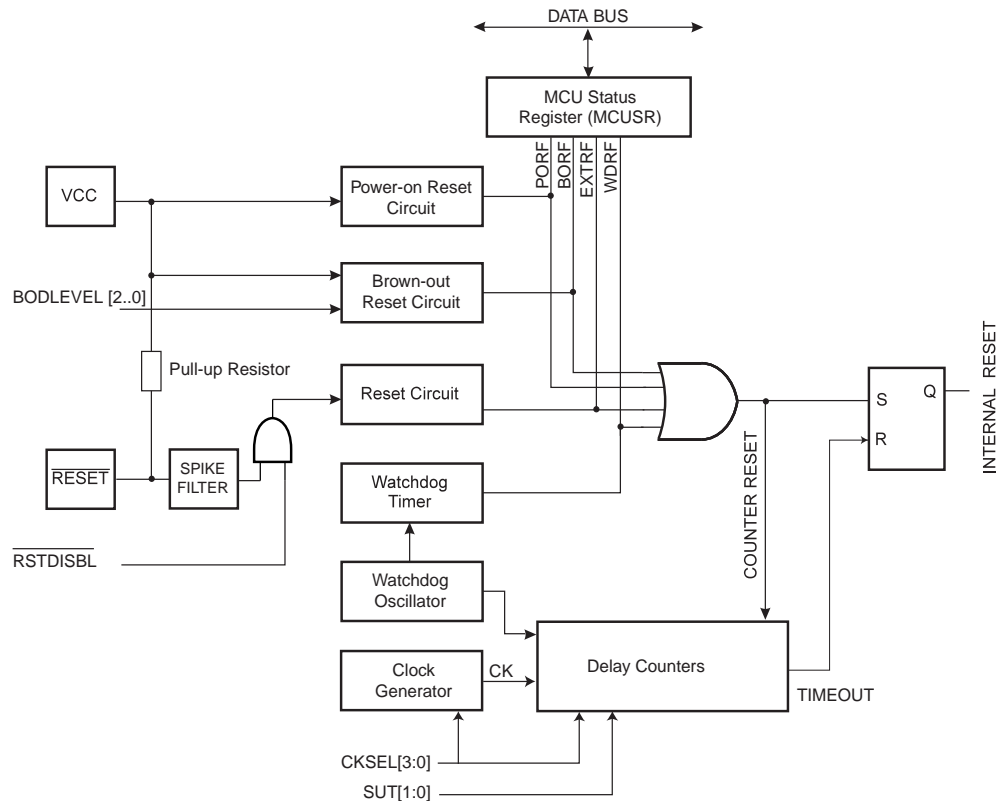 DATA BUS
MCU Status
Register (MCUSR)
PORF
BORF
EXTRF
WDRF
VCC
Power-on Reset
Circuit
BODLEVEL [2..0]
Brown-out
Reset Circuit
Pull-up Resistor
Reset Circuit
S
Q
R
INTERNAL RESET
RESET
SPIKE
FILTER
Watchdog
Timer
COUNTER RESET
RSTDISBL
Watchdog
Oscillator
Clock
Generator
CK
Delay Counters
TIMEOUT
CKSEL[3:0]
SUT[1:0]